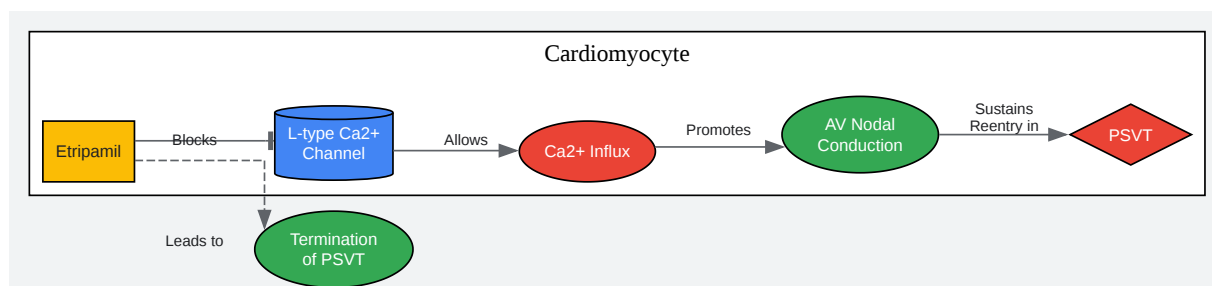 Cardiomyocyte
Etripamil
Blocks
L-type Ca2+
Channel
Allows
Ca2+ Influx
Promotes
AV Nodal
Conduction
Sustains
Reentry in
PSVT
Leads to
Termination
of PSVT